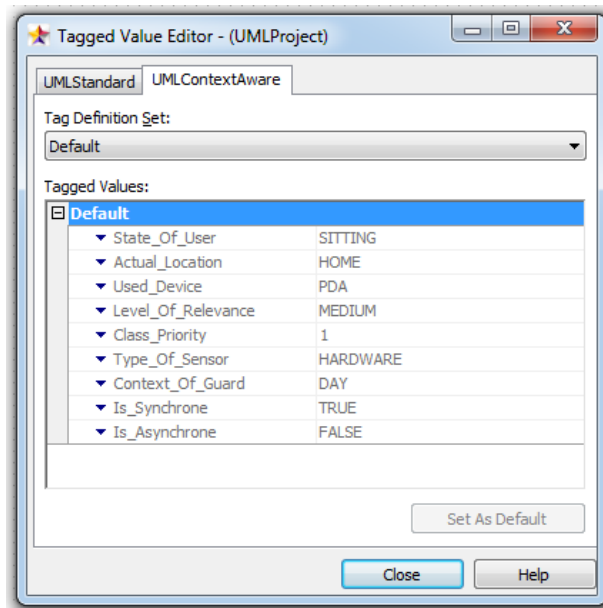 Tagged Value Editor - (UMLProject)
UMLStandard UMLContextAware
Tag Definition Set:
Default
Tagged Values:
Default
State_Of_User SITTING
Actual_Location HOME
Used_Device PDA
Level_Of_Relevance MEDIUM
Class_Priority 1
Type_Of_Sensor HARDWARE
Context_Of_Guard DAY
Is_Synchrone TRUE
Is_Asynchrone FALSE
Set As Default
Close Help